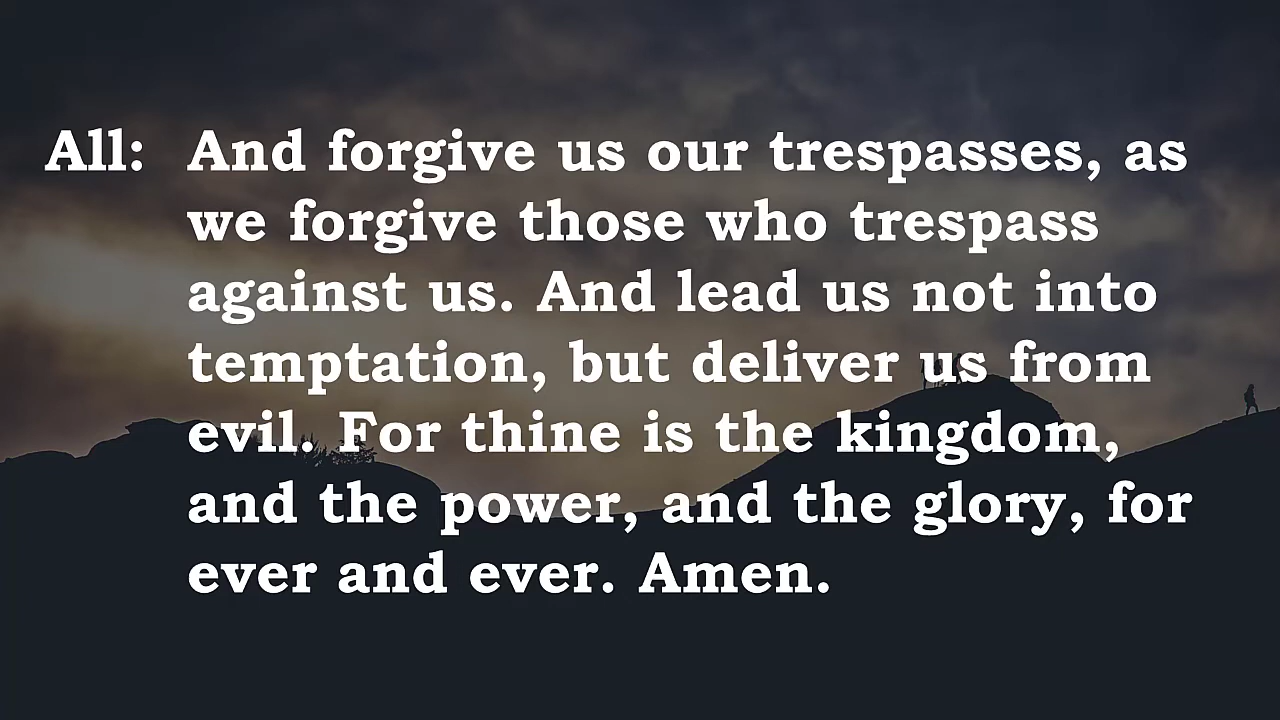 All: And forgive us our trespasses, as
we forgive those who trespass
against us. And lead us not into
temptation, but deliver us from
evil. For thine is the kingdom,
and the power, and the glory, for
ever and ever. Amen.